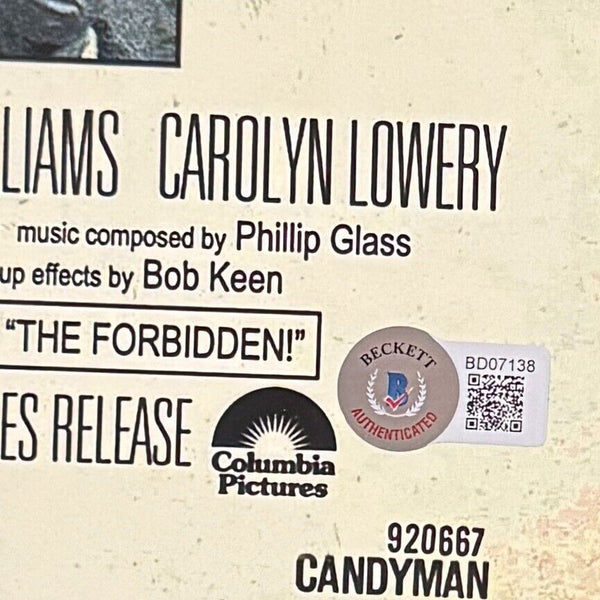 LIAMS CAROLYN LOWERY
music composed by Phillip Glass
up effects by Bob Keen
“THE FORBIDDEN!”
BECKETT
B
AUTHENTICATED
BD07138
ES RELEASE
Columbia
Pictures
920667
CANDYMAN